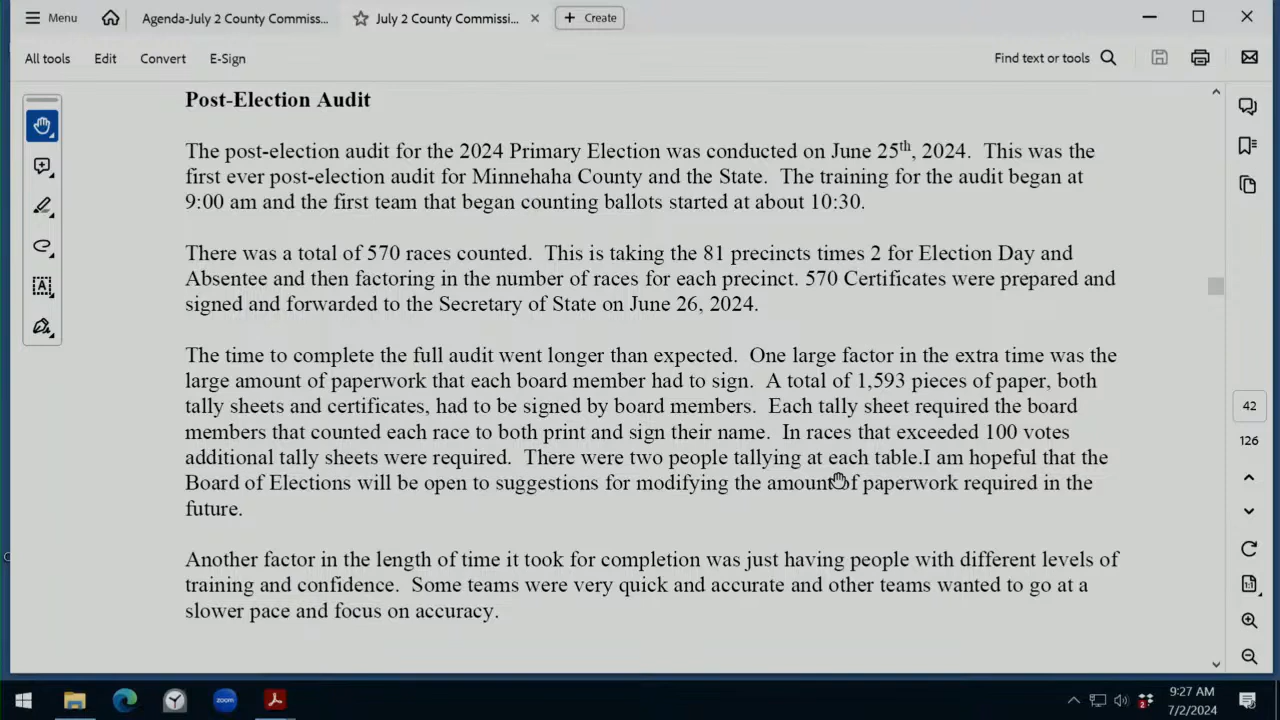 Menu
Agenda-July 2 County Commiss...
July 2 County Commissi...
Create
All tools
Edit
Convert
E-Sign
Find text or tools
Post-Election Audit
The post-election audit for the 2024 Primary Election was conducted on June 25th, 2024. This was the
first ever post-election audit for Minnehaha County and the State. The training for the audit began at
9:00 am and the first team that began counting ballots started at about 10:30.
There was a total of 570 races counted. This is taking the 81 precincts times 2 for Election Day and
Absentee and then factoring in the number of races for each precinct. 570 Certificates were prepared and
signed and forwarded to the Secretary of State on June 26, 2024.
The time to complete the full audit went longer than expected. One large factor in the extra time was the
large amount of paperwork that each board member had to sign. A total of 1,593 pieces of paper, both
tally sheets and certificates, had to be signed by board members. Each tally sheet required the board
members that counted each race to both print and sign their name. In races that exceeded 100 votes
additional tally sheets were required. There were two people tallying at each table.I am hopeful that the
Board of Elections will be open to suggestions for modifying the amount of paperwork required in the
future.
Another factor in the length of time it took for completion was just having people with different levels of
training and confidence. Some teams were very quick and accurate and other teams wanted to go at a
slower pace and focus on accuracy.
42
126
1:1
zoom
2
9:27 AM
7/2/2024